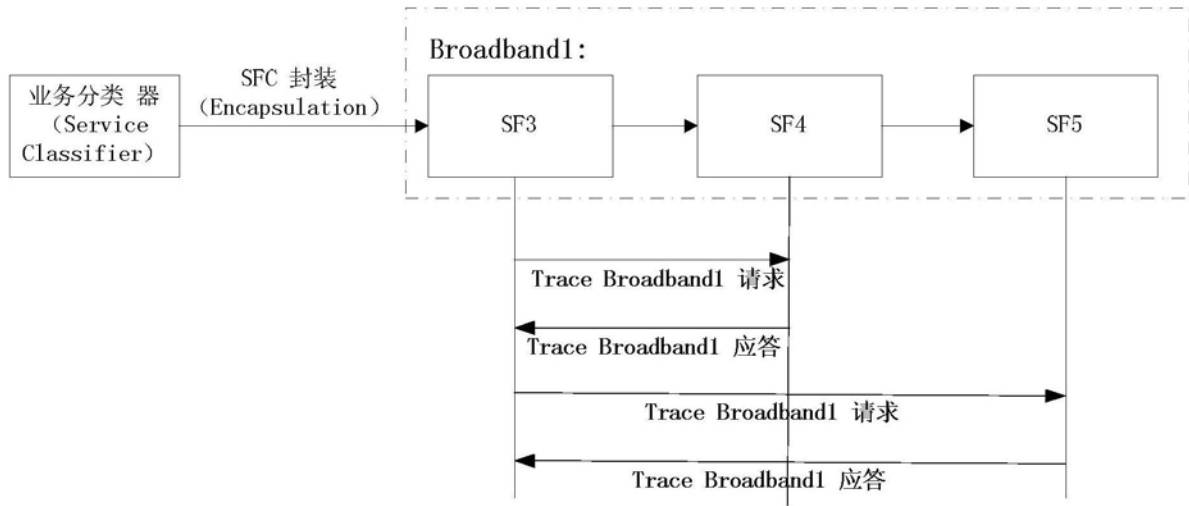 Broadband1:
业务分类 器
（Service
Classifier）
SFC 封装
（Encapsulation）
SF3
SF4
SF5
Trace Broadband1 请求
Trace Broadband1 应答
Trace Broadband1 请求
Trace Broadband1 应答